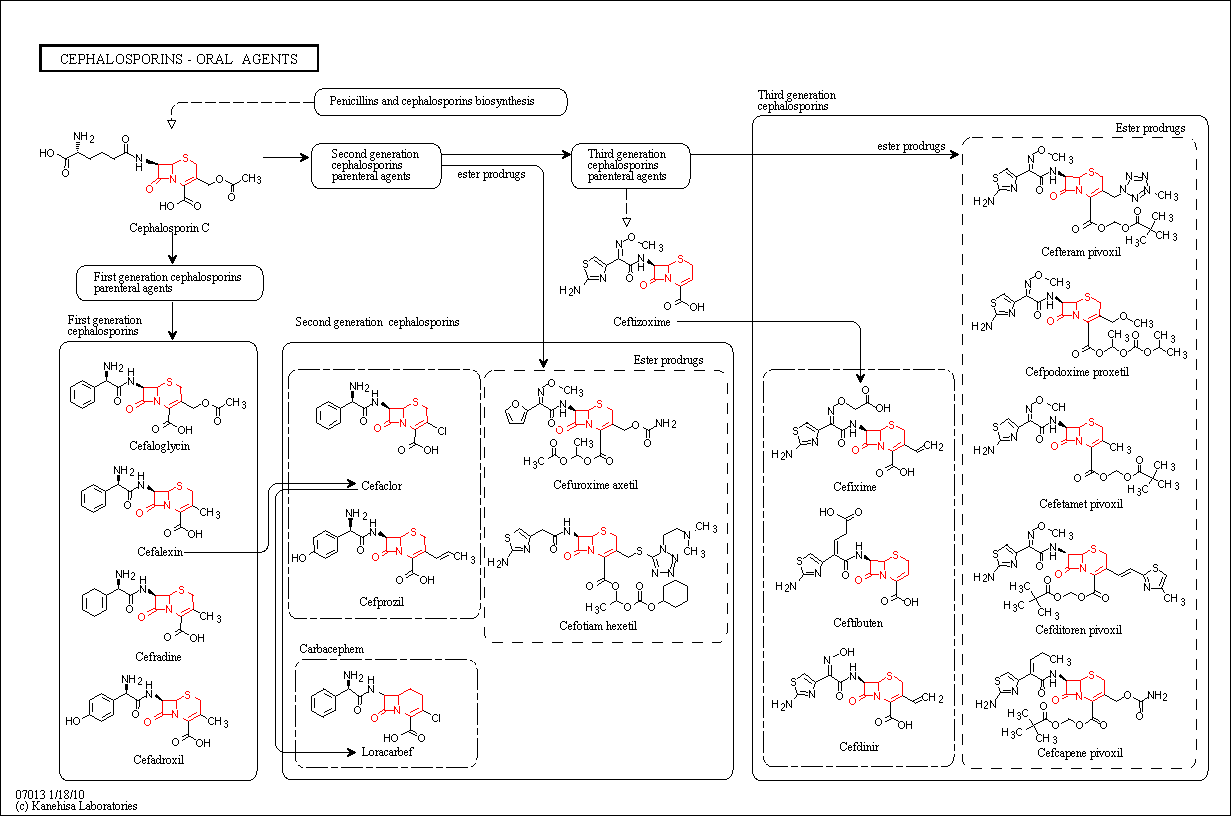 CEPHALOSPORINS - ORAL AGENTS
Penicillins and cephalosporins biosynthesis
Third generation
cephalosporins
Ester prodrugs
Second generation
cephalosporins
parenteral agents
ester prodrugs
Third generation
cephalosporins
parenteral agents
ester prodrugs
Cephalosporin C
Cefteram pivoxil
First generation cephalosporins
parenteral agents
First generation
cephalosporins
Second generation cephalosporins
Ceftizoxime
Ester prodrugs
Cefpodoxime proxetil
Cefaloglycin
Cefaclor
Cefuroxime axetil
Cefixime
Cefetamet pivoxil
Cefalexin
Cefprozil
Cefotiam hexetil
Ceftibuten
Cefditoren pivoxil
Cefradine
Carbacephem
Cefadroxil
Loracarbef
Cefdinir
Cefcapene pivoxil
07013 1/18/10
(c) Kanehisa Laboratories